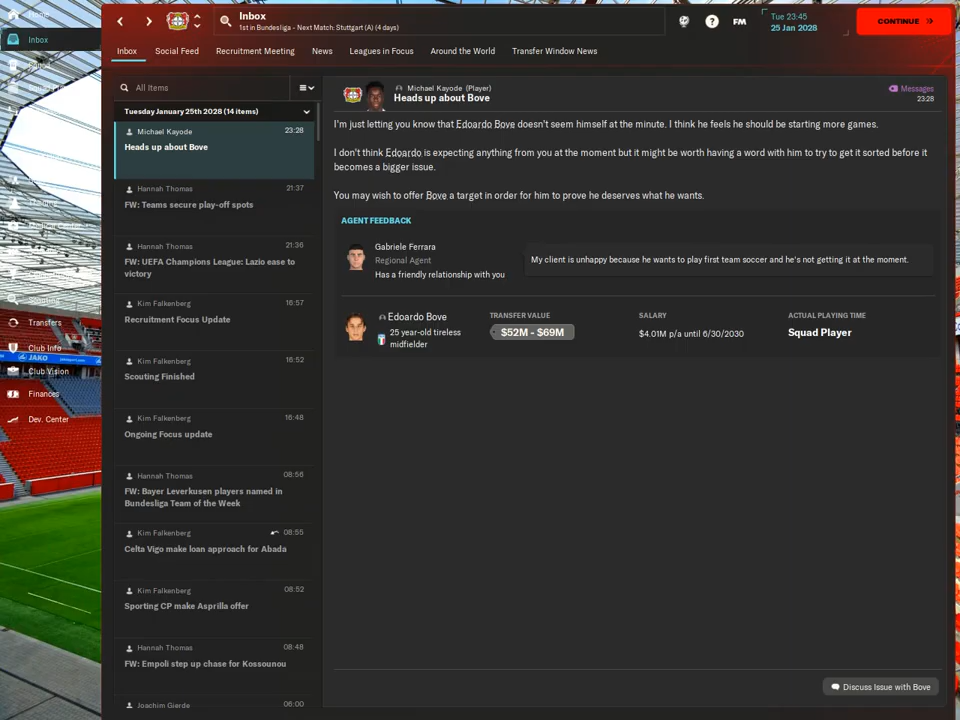 Inbox
1st in Bundesliga - Next Match: Stuttgart (A) (4 days)
FM
Tue 23:45
25 Jan 2028
CONTINUE
Home
Inbox
Inbox
Social Feed
Recruitment Meeting
News
Leagues in Focus
Around the World
Transfer Window News
All Items
Tuesday January 25th 2028 (14 items)
Michael Kayode
23:28
Heads up about Bove
Hannah Thomas
21:37
FW: Teams secure play-off spots
Hannah Thomas
21:36
FW: UEFA Champions League: Lazio ease to
victory
Kim Falkenberg
16:57
Recruitment Focus Update
Kim Falkenberg
16:52
Scouting Finished
Kim Falkenberg
16:48
Ongoing Focus update
Hannah Thomas
08:56
FW: Bayer Leverkusen players named in
Bundesliga Team of the Week
Kim Falkenberg
08:55
Celta Vigo make loan approach for Abada
Kim Falkenberg
08:52
Sporting CP make Asprilla offer
Hannah Thomas
08:48
FW: Empoli step up chase for Kossounou
Joachim Gierde
06:00
Transfers
Club Info
JAKO
Club Vision
Finances
Dev. Center
Michael Kayode (Player)
Heads up about Bove
Messages
23:28
I'm just letting you know that Edoardo Bove doesn't seem himself at the minute. I think he feels he should be starting more games.
I don't think Edoardo is expecting anything from you at the moment but it might be worth having a word with him to try to get it sorted before it
becomes a bigger issue.
You may wish to offer Bove a target in order for him to prove he deserves what he wants.
AGENT FEEDBACK
Gabriele Ferrara
Regional Agent
Has a friendly relationship with you
My client is unhappy because he wants to play first team soccer and he's not getting it at the moment.
Edoardo Bove
25 year-old tireless
midfielder
TRANSFER VALUE
$52M - $69M
SALARY
$4.01M p/a until 6/30/2030
ACTUAL PLAYING TIME
Squad Player
Discuss Issue with Bove